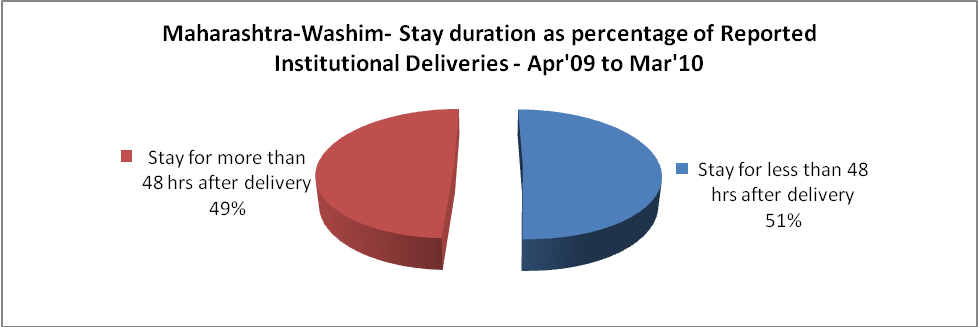 Maharashtra-Washim- Stay duration as percentage of Reported
Institutional Deliveries - Apr'09 to Mar'10
Stay for more than
48 hrs after delivery
49%
Stay for less than 48
hrs after delivery
51%